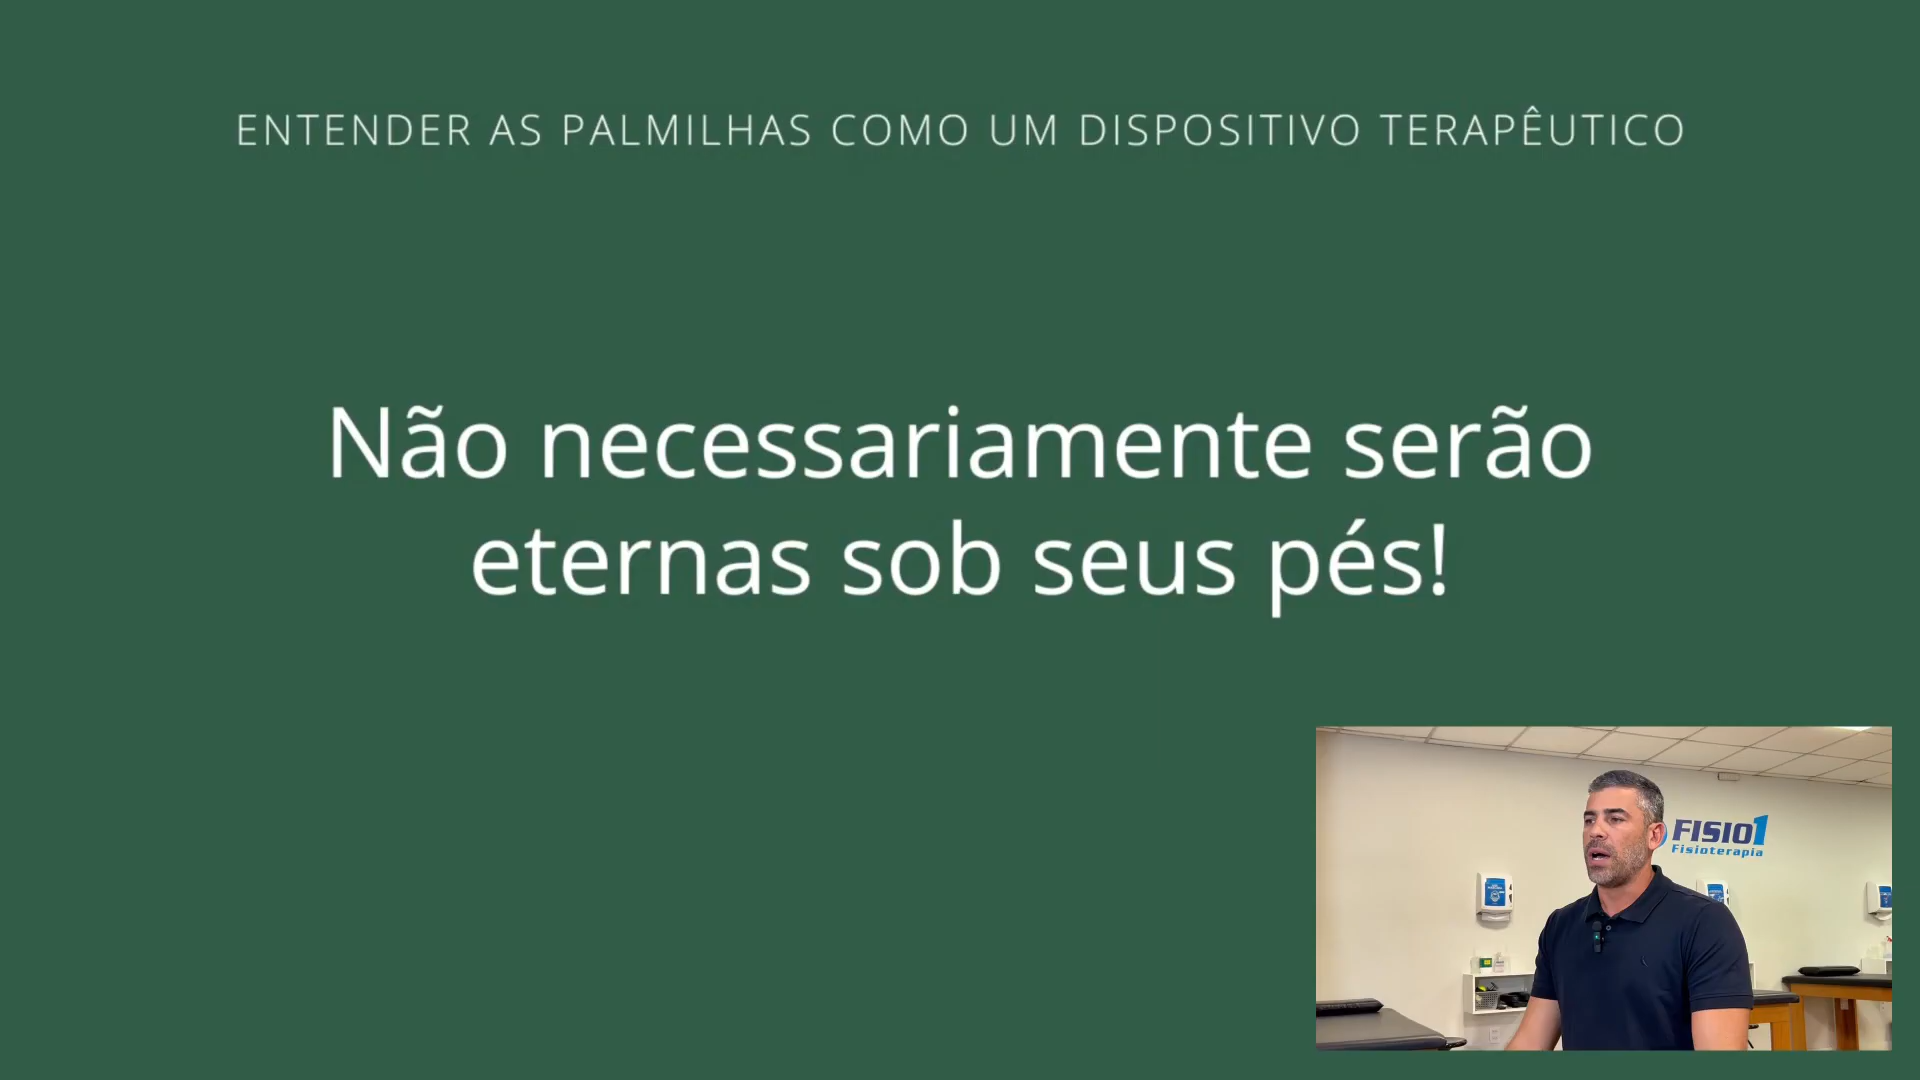 ENTENDER AS PALMILHAS COMO UM DISPOSITIVO TERAPÊUTICO
Não necessariamente serão
eternas sob seus pés!
FISIO1
Fisioterapia